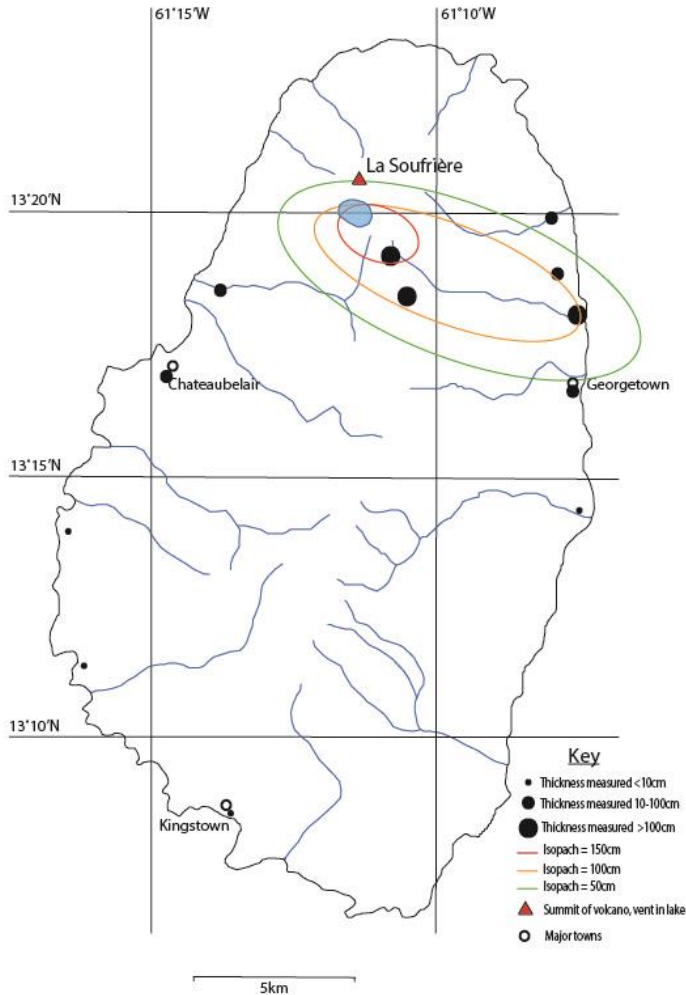 61°15'W
61°10'W
La Soufrière
13°20'N
Chateaubelair
Georgetown
13°15'N
13°10'N
Kingstown
Key
Thickness measured <10cm
Thickness measured 10-100cm
Thickness measured >100cm
Isopach = 150cm
Isopach = 100cm
Isopach = 50cm
Summit of volcano, vent in lake
Major towns
5km